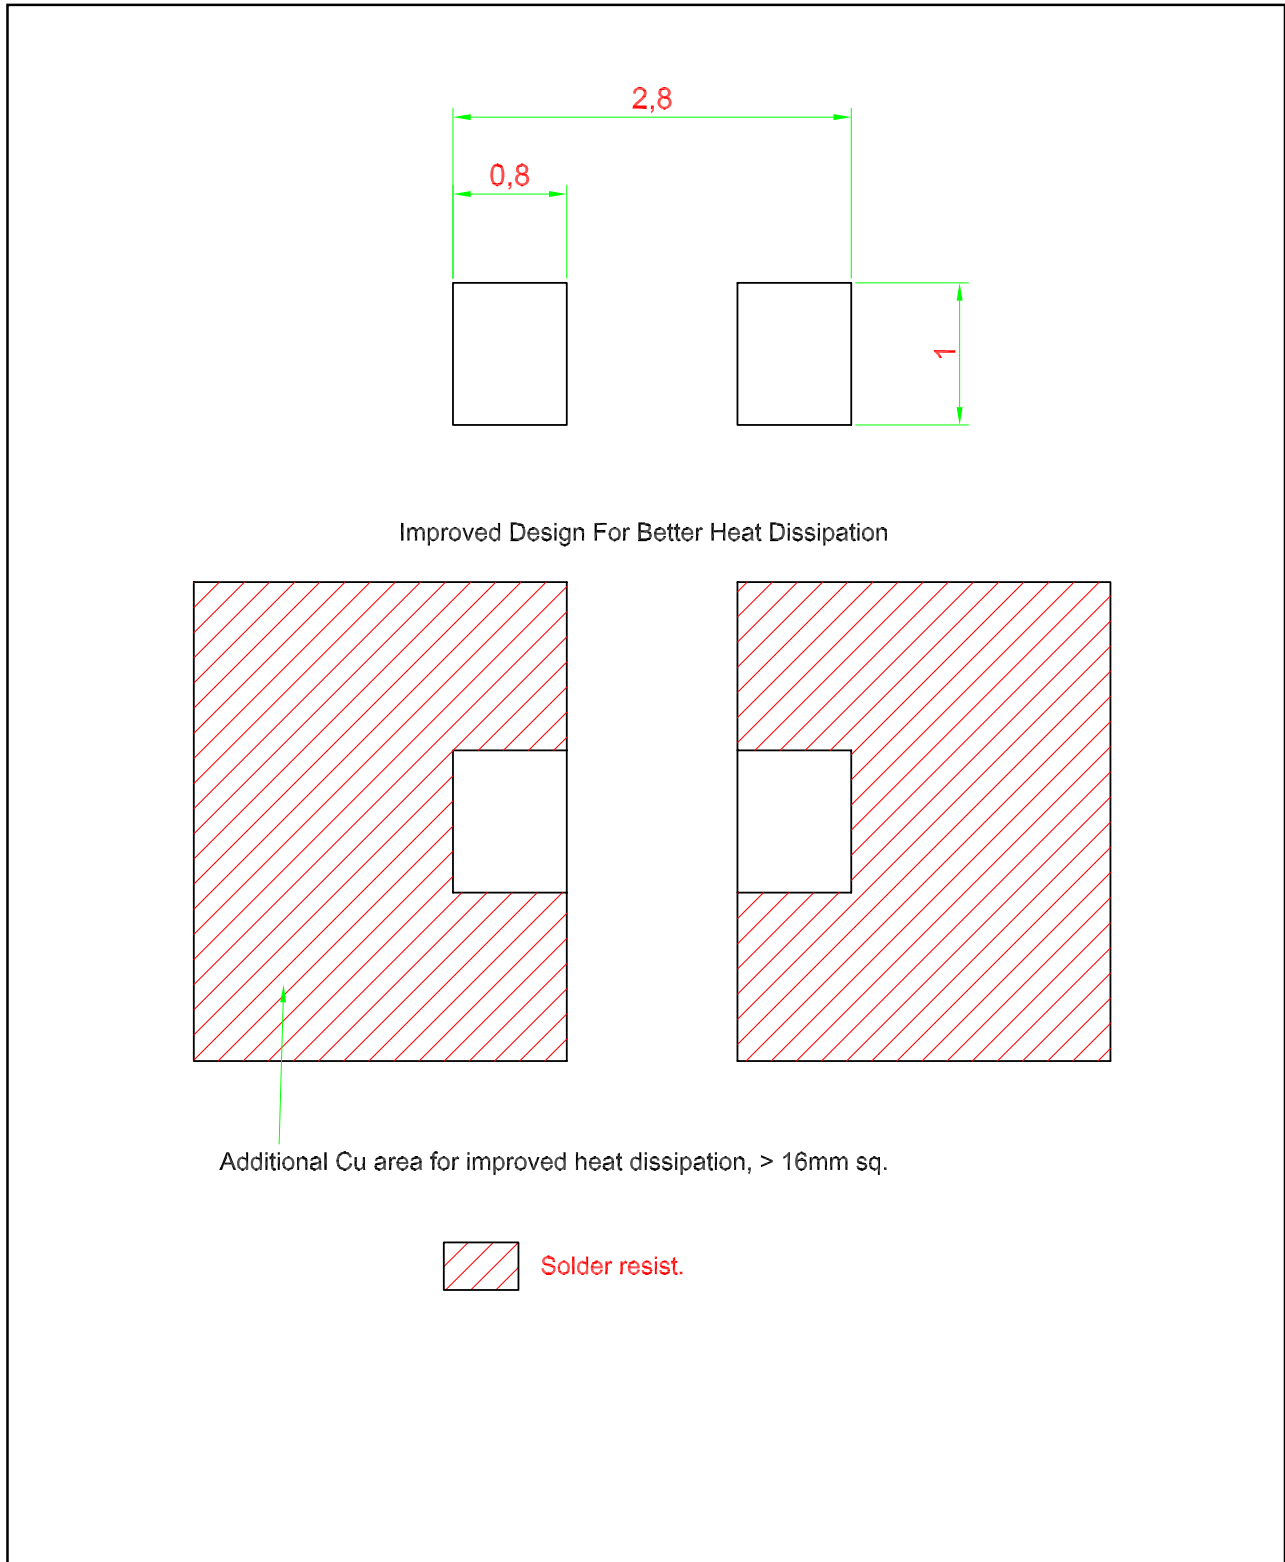 2,8
0,8
1
Improved Design For Better Heat Dissipation
Additional Cu area for improved heat dissipation, > 16mm sq.
Solder resist.